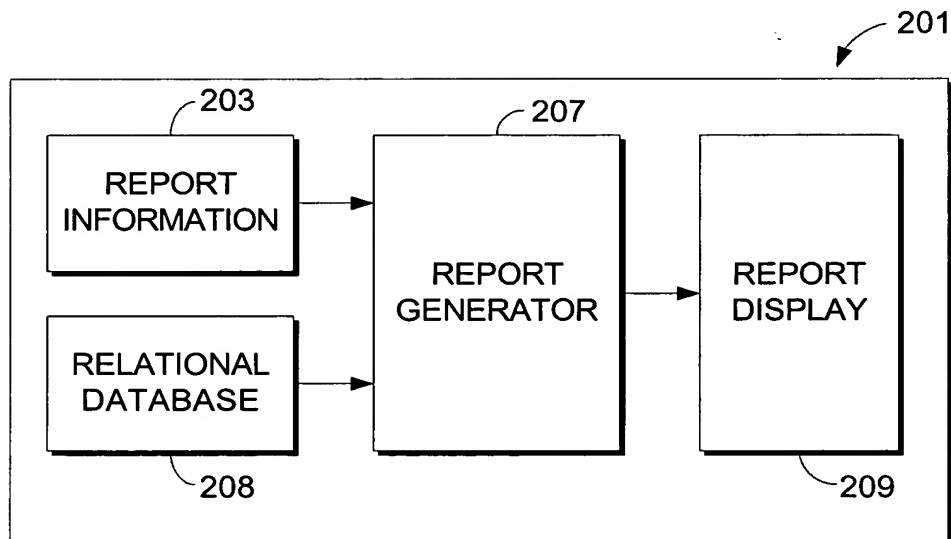 201
203
REPORT
INFORMATION
207
REPORT
GENERATOR
REPORT
DISPLAY
RELATIONAL
DATABASE
208
209